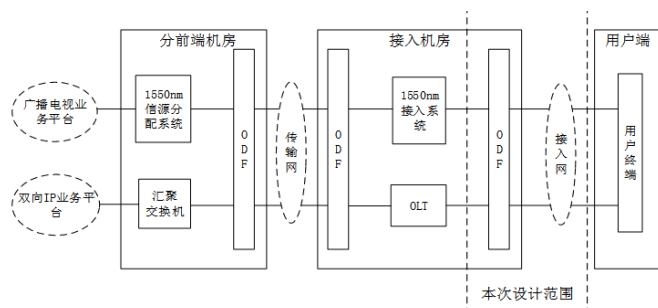 分前端机房
接入机房
用户端
广播电视业
务平台
1550nm
信源分
配系统
ODF
传输网
ODF
1550nm
接入系
统
ODF
接入网
用户终端
双向IP业务平
台
汇聚
交换机
OLT
本次设计范围